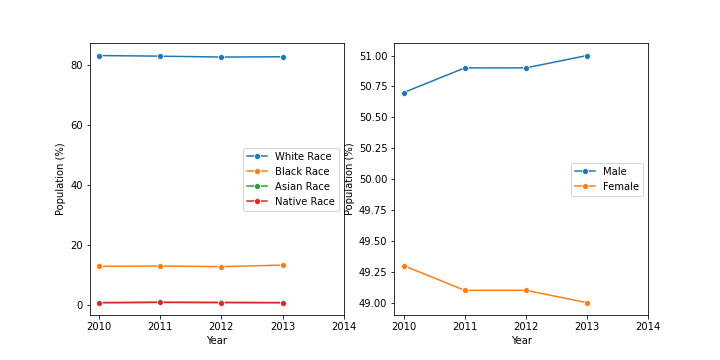 80
60
40
20
0
Population (%)
2010 2011 2012 2013 2014
Year
White Race
Black Race
Asian Race
Native Race
51.00
50.75
50.50
50.25
50.00
49.75
49.50
49.25
49.00
Population (%)
2010 2011 2012 2013 2014
Year
Male
Female